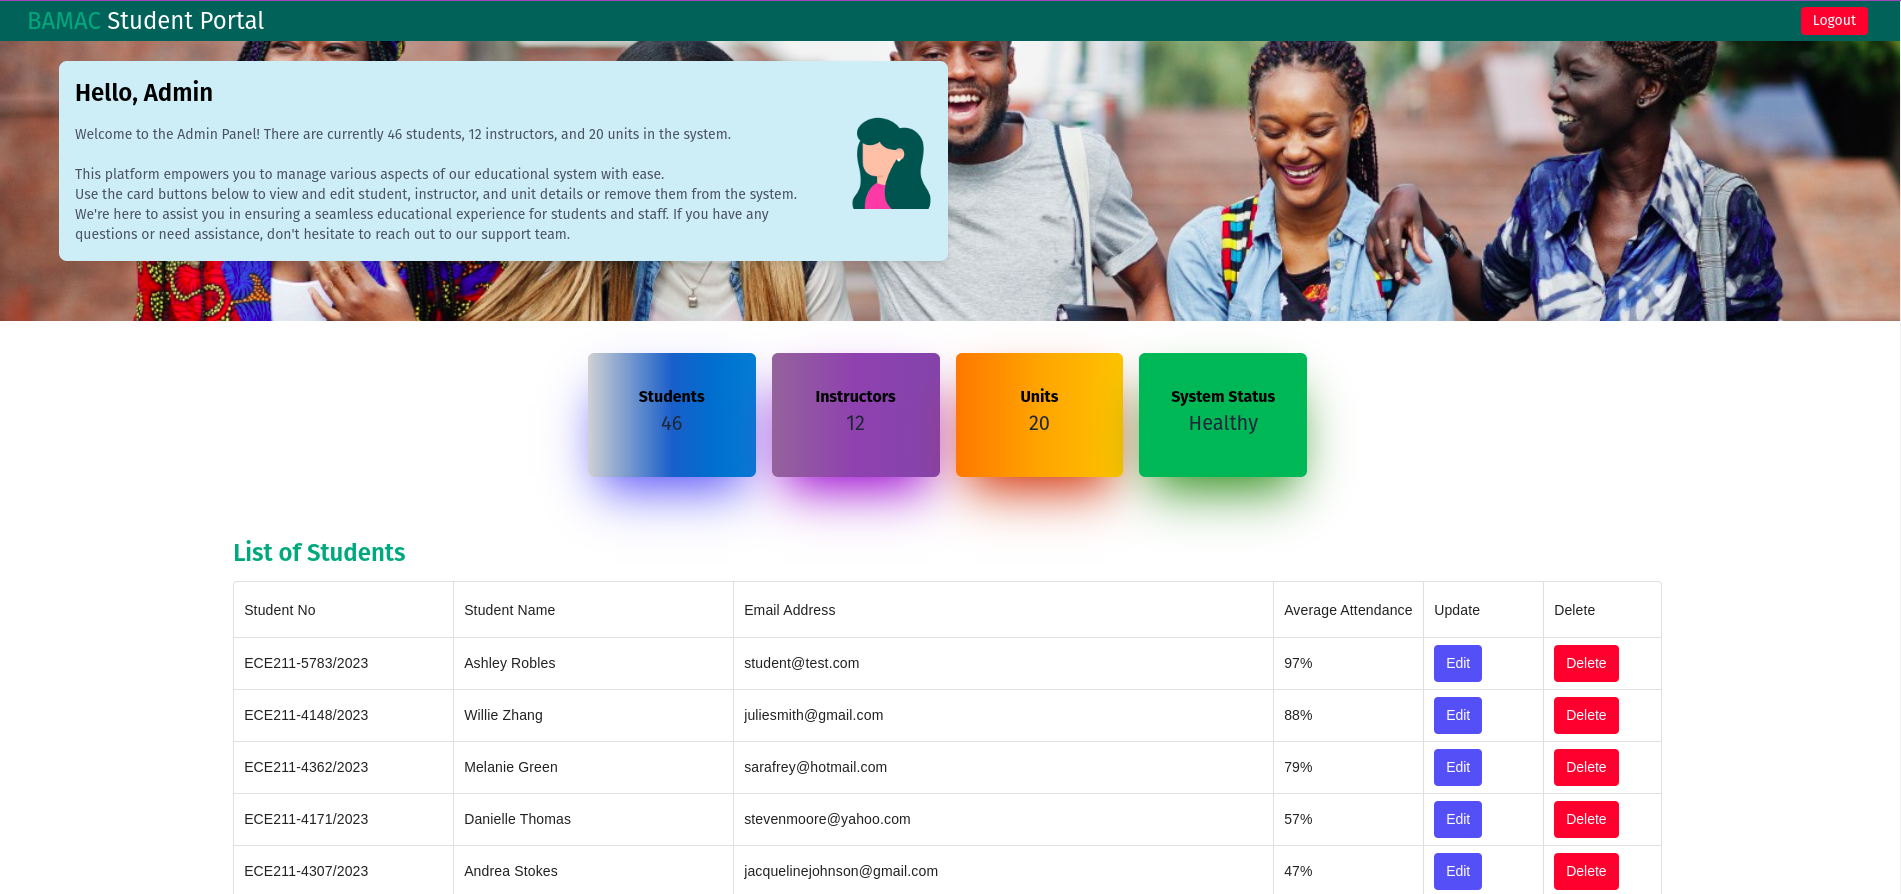 BAMAC Student Portal
Logout
Hello, Admin
Welcome to the Admin Panel! There are currently 46 students, 12 instructors, and 20 units in the system.
This platform empowers you to manage various aspects of our educational system with ease.
Use the card buttons below to view and edit student, instructor, and unit details or remove them from the system.
We're here to assist you in ensuring a seamless educational experience for students and staff. If you have any
questions or need assistance, don't hesitate to reach out to our support team.
Students Instructors Units System Status
46 12 20 Healthy
List of Students
Student No Student Name Email Address Average Attendance Update Delete
ECE211-5783/2023 Ashley Robles student@test.com 97% Edit Delete
ECE211-4148/2023 Willie Zhang juliesmith@gmail.com 88% Edit Delete
ECE211-4362/2023 Melanie Green sarafrey@hotmail.com 79% Edit Delete
ECE211-4171/2023 Danielle Thomas stevenmoore@yahoo.com 57% Edit Delete
ECE211-4307/2023 Andrea Stokes jacquelinejohnson@gmail.com 47% Edit Delete